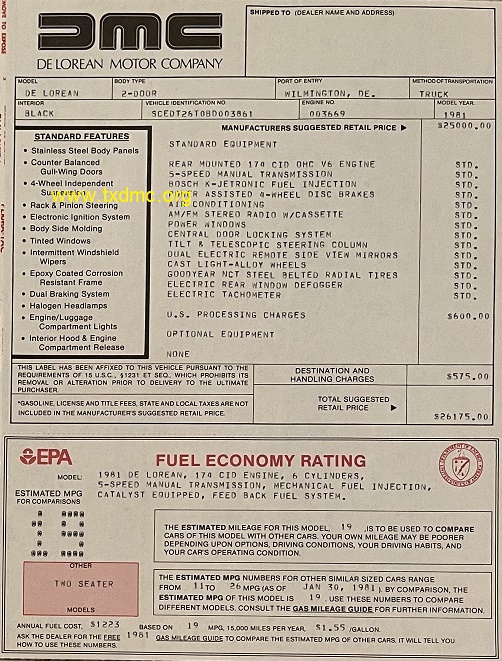 MOVE TO EXPOSE
DMC
DE LOREAN MOTOR COMPANY
SHIPPED TO (DEALER NAME AND ADDRESS)
MODEL BODY TYPE PORT OF ENTRY METHOD OF TRANSPORTATION
DE LOREAN 2-DOOR WILMINGTON, DE. TRUCK
INTERIOR VEHICLE IDENTIFICATION NO. ENGINE NO. MODEL YEAR
BLACK SCEDT26T0BD003861 003669 1981
MANUFACTURERS SUGGESTED RETAIL PRICE ▶ $25000.00
STANDARD FEATURES
• Stainless Steel Body Panels
• Counter Balanced
Gull-Wing Doors
• 4-Wheel Independent
Suspension
• Rack & Pinion Steering
• Electronic Ignition System
• Body Side Molding
• Tinted Windows
• Intermittent Windshield
Wipers
• Epoxy Coated Corrosion
Resistant Frame
• Dual Braking System
• Halogen Headlamps
• Engine/Luggage
Compartment Lights
• Interior Hood & Engine
Compartment Release
www.txdmc.org
STANDARD EQUIPMENT
REAR MOUNTED 174 CID OHC V6 ENGINE STD.
5-SPEED MANUAL TRANSMISSION STD.
BOSCH K-JETRONIC FUEL INJECTION STD.
POWER ASSISTED 4-WHEEL DISC BRAKES STD.
AIR CONDITIONING STD.
AM/FM STEREO RADIO W/CASSETTE STD.
POWER WINDOWS STD.
CENTRAL DOOR LOCKING SYSTEM STD.
TILT & TELESCOPIC STEERING COLUMN STD.
DUAL ELECTRIC REMOTE SIDE VIEW MIRRORS STD.
CAST LIGHT-ALLOY WHEELS STD.
GOODYEAR NCT STEEL BELTED RADIAL TIRES STD.
ELECTRIC REAR WINDOW DEFOGGER STD.
ELECTRIC TACHOMETER STD.
U.S. PROCESSING CHARGES $600.00
OPTIONAL EQUIPMENT
NONE
THIS LABEL HAS BEEN AFFIXED TO THIS VEHICLE PURSUANT TO THE
REQUIREMENTS OF 15 U.S.C., §1231 ET SEQ., WHICH PROHIBITS ITS
REMOVAL OR ALTERATION PRIOR TO DELIVERY TO THE ULTIMATE
PURCHASER.
*GASOLINE, LICENSE AND TITLE FEES, STATE AND LOCAL TAXES ARE NOT
INCLUDED IN THE MANUFACTURER'S SUGGESTED RETAIL PRICE.
DESTINATION AND
HANDLING CHARGES $575.00
TOTAL SUGGESTED
RETAIL PRICE ▶ $26175.00
EPA
FUEL ECONOMY RATING
MODEL: 1981 DE LOREAN, 174 CID ENGINE, 6 CYLINDERS,
5-SPEED MANUAL TRANSMISSION, MECHANICAL FUEL INJECTION,
CATALYST EQUIPPED, FEED BACK FUEL SYSTEM.
ESTIMATED MPG
FOR COMPARISONS
THE ESTIMATED MILEAGE FOR THIS MODEL, 19 ,IS TO BE USED TO COMPARE
CARS OF THIS MODEL WITH OTHER CARS. YOUR OWN MILEAGE MAY BE POORER
DEPENDING UPON OPTIONS, DRIVING CONDITIONS, YOUR DRIVING HABITS, AND
YOUR CAR'S OPERATING CONDITION.
OTHER
TWO SEATER
MODELS
THE ESTIMATED MPG NUMBERS FOR OTHER SIMILAR SIZED CARS RANGE
FROM 11 TO 26 MPG (AS OF JAN 30, 1981). BY COMPARISON, THE
ESTIMATED MPG OF THIS MODEL IS 19 . USE THESE NUMBERS TO COMPARE
DIFFERENT MODELS. CONSULT THE GAS MILEAGE GUIDE FOR FURTHER INFORMATION.
ANNUAL FUEL COST, $1223 BASED ON 19 MPG, 15,000 MILES PER YEAR, $1.55 /GALLON.
ASK THE DEALER FOR THE FREE 1981 GAS MILEAGE GUIDE TO COMPARE THE ESTIMATED MPG OF OTHER CARS. IT WILL TELL YOU
HOW TO USE THESE NUMBERS.